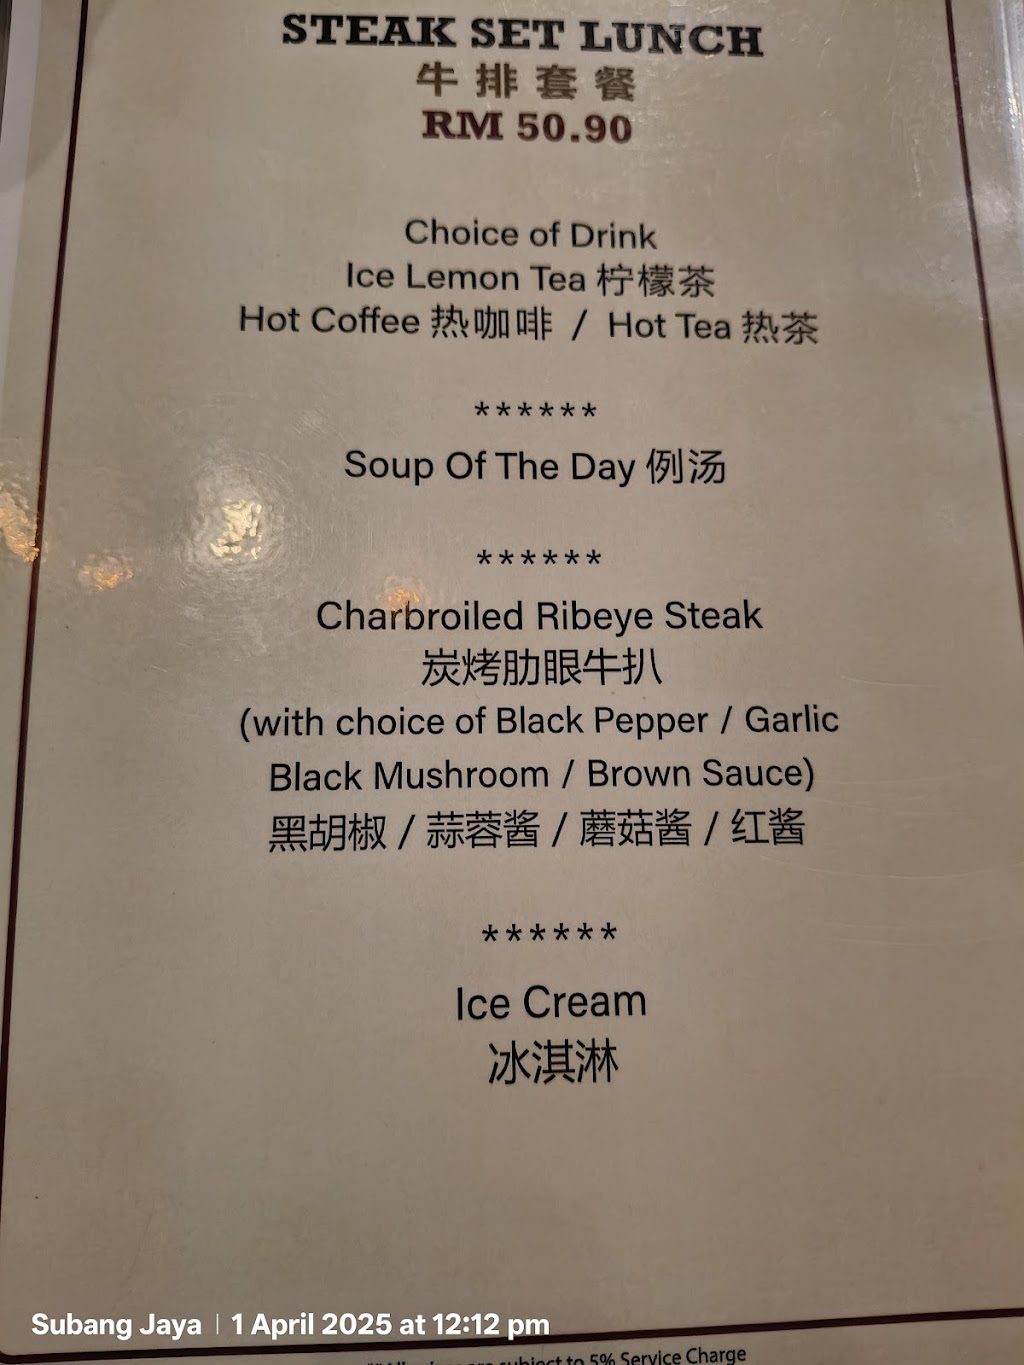 STEAK SET LUNCH
牛排套餐
RM 50.90
Choice of Drink
Ice Lemon Tea 柠檬茶
Hot Coffee 热咖啡 / Hot Tea 热茶
******
Soup Of The Day 例汤
******
Charbroiled Ribeye Steak
炭烤肋眼牛扒
(with choice of Black Pepper / Garlic
Black Mushroom / Brown Sauce)
黑胡椒 / 蒜蓉酱 / 蘑菇酱 / 红酱
******
Ice Cream
冰淇淋
Subang Jaya | 1 April 2025 at 12:12 pm
subject to 5% Service Charge